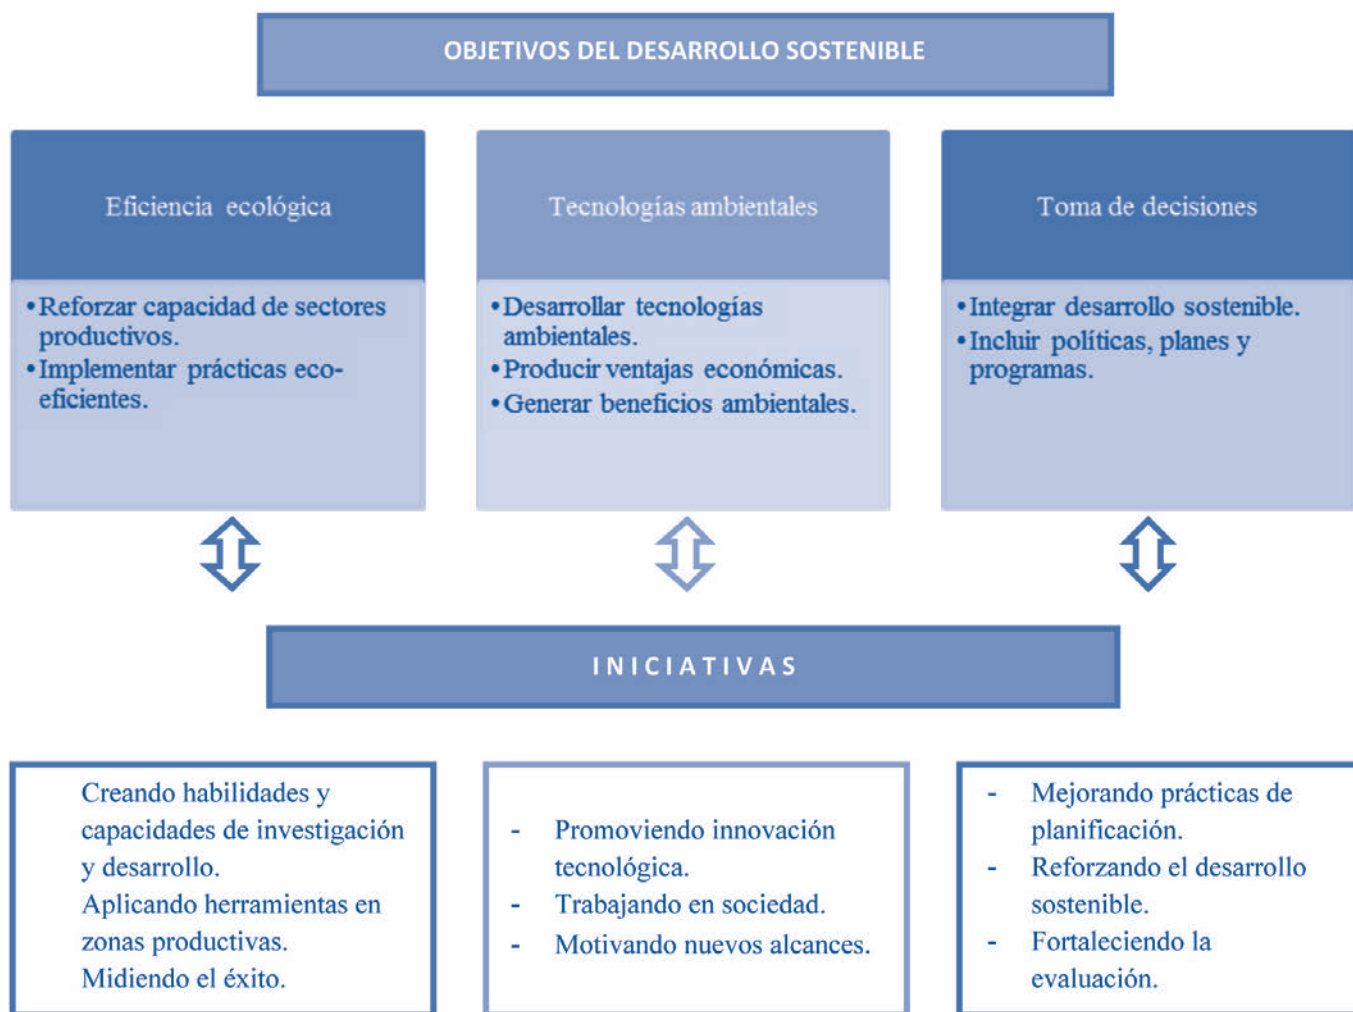 OBJETIVOS DEL DESARROLLO SOSTENIBLE
Eficiencia ecológica
•Reforzar capacidad de sectores
productivos.
•Implementar prácticas eco-
eficientes.
Tecnologías ambientales
•Desarrollar tecnologías
ambientales.
•Producir ventajas económicas.
•Generar beneficios ambientales.
Toma de decisiones
•Integrar desarrollo sostenible.
•Incluir políticas, planes y
programas.
INICIATIVAS
Creando habilidades y
capacidades de investigación
y desarrollo.
Aplicando herramientas en
zonas productivas.
Midiendo el éxito.
- Promoviendo innovación
tecnológica.
- Trabajando en sociedad.
- Motivando nuevos alcances.
- Mejorando prácticas de
planificación.
- Reforzando el desarrollo
sostenible.
- Fortaleciendo la
evaluación.